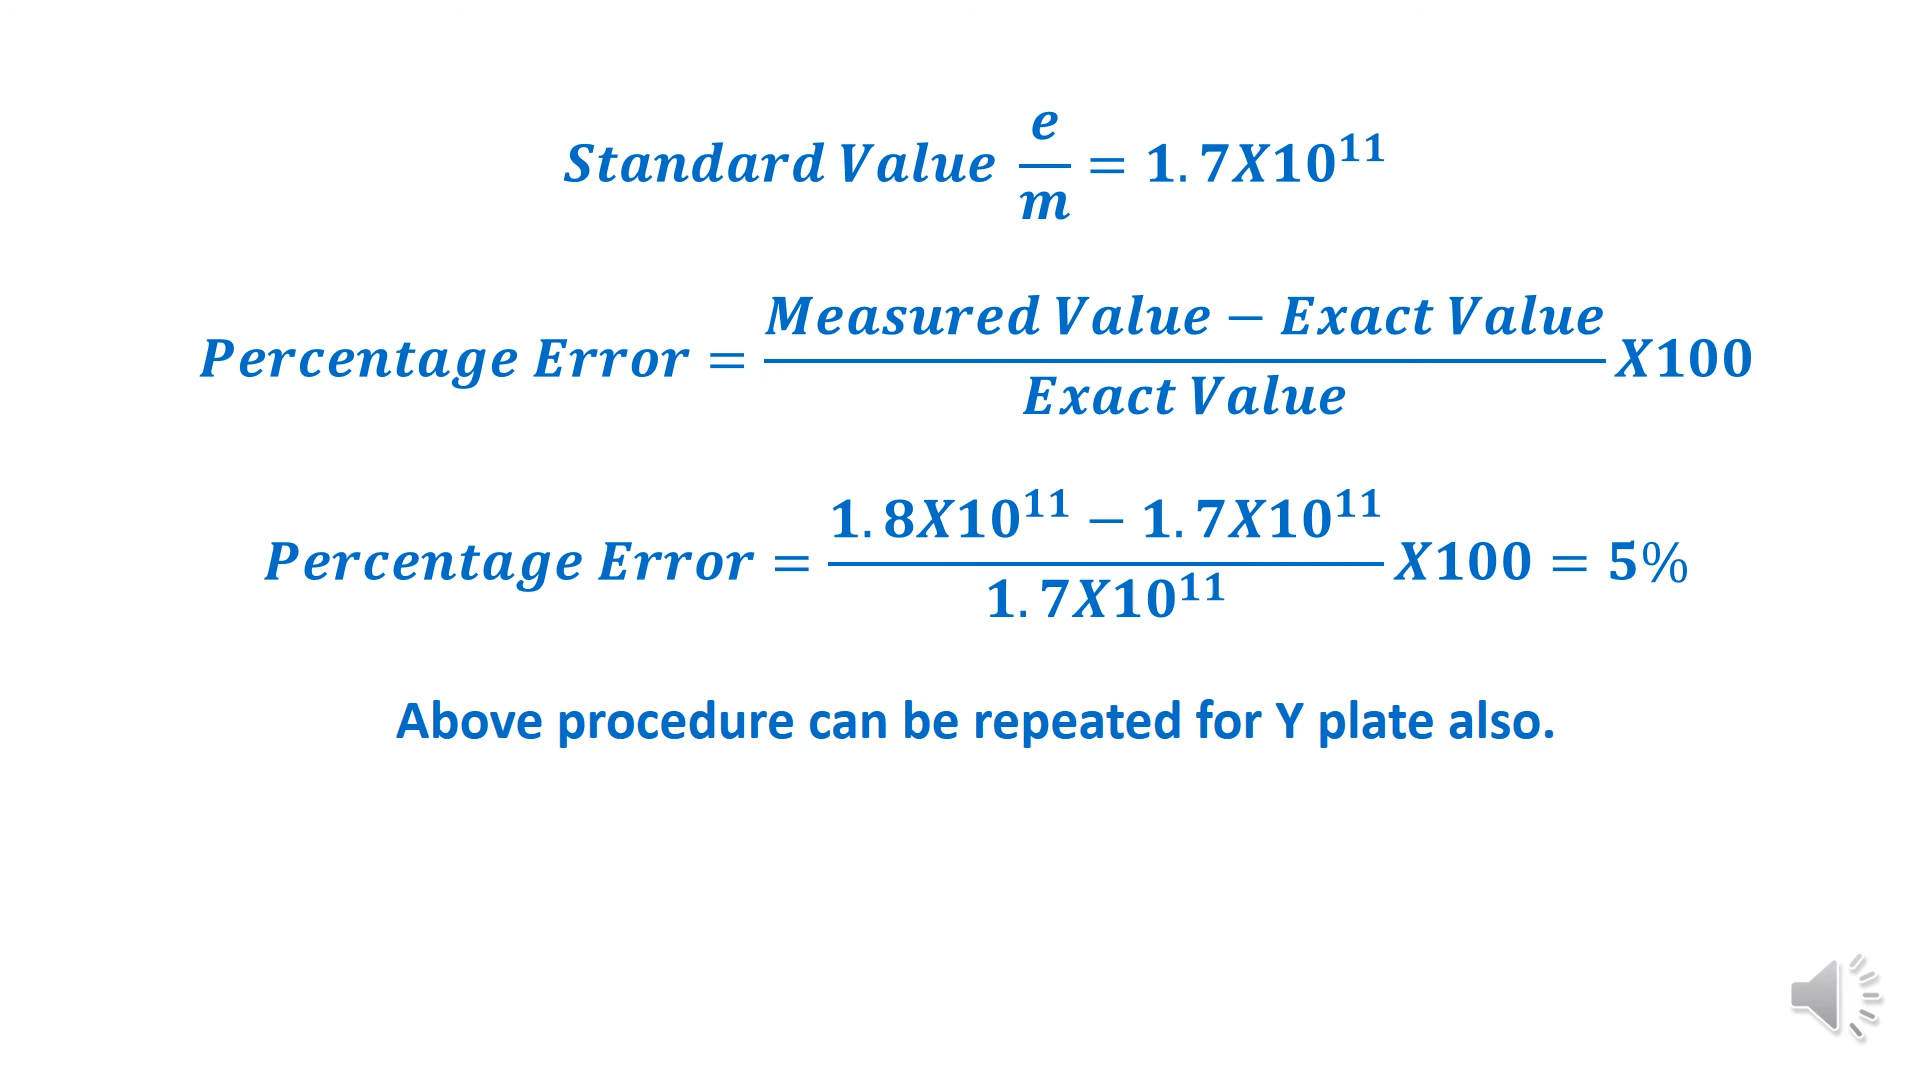 Standard Value e/m = 1.7X10^11
Percentage Error = (Measured Value − Exact Value)/(Exact Value) X100
Percentage Error = (1.8X10^11 − 1.7X10^11)/(1.7X10^11) X100 = 5%
Above procedure can be repeated for Y plate also.